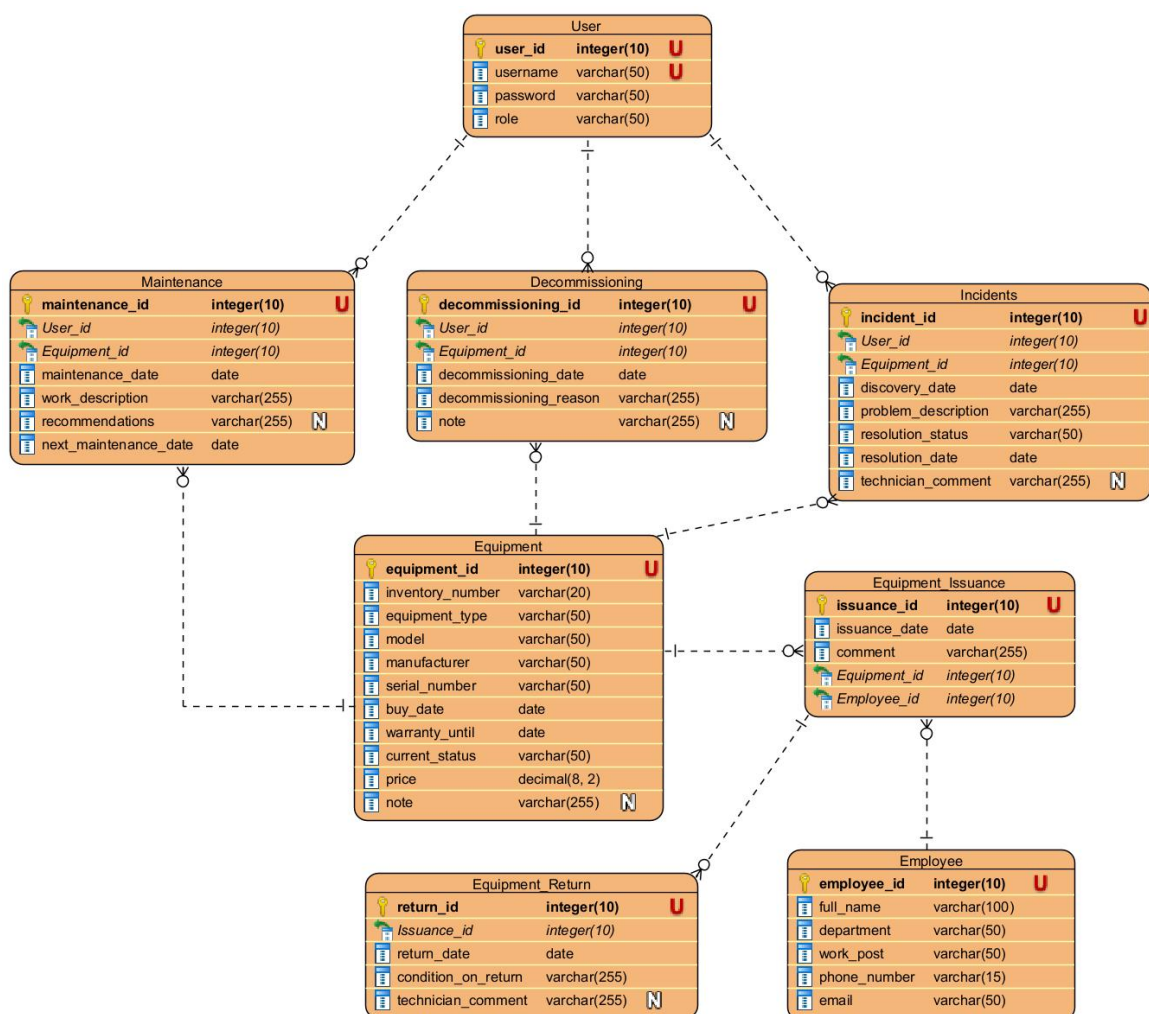 User
user_id integer(10) U
username varchar(50) U
password varchar(50)
role varchar(50)
Maintenance
maintenance_id integer(10) U
User_id integer(10)
Equipment_id integer(10)
maintenance_date date
work_description varchar(255)
recommendations varchar(255) N
next_maintenance_date date
Decommissioning
decommissioning_id integer(10) U
User_id integer(10)
Equipment_id integer(10)
decommissioning_date date
decommissioning_reason varchar(255)
note varchar(255) N
Incidents
incident_id integer(10) U
User_id integer(10)
Equipment_id integer(10)
discovery_date date
problem_description varchar(255)
resolution_status varchar(50)
resolution_date date
technician_comment varchar(255) N
Equipment
equipment_id integer(10) U
inventory_number varchar(20)
equipment_type varchar(50)
model varchar(50)
manufacturer varchar(50)
serial_number varchar(50)
buy_date date
warranty_until date
current_status varchar(50)
price decimal(8, 2)
note varchar(255) N
Equipment_Issuance
issuance_id integer(10) U
issuance_date date
comment varchar(255)
Equipment_id integer(10)
Employee_id integer(10)
Equipment_Return
return_id integer(10) U
Issuance_id integer(10)
return_date date
condition_on_return varchar(255)
technician_comment varchar(255) N
Employee
employee_id integer(10) U
full_name varchar(100)
department varchar(50)
work_post varchar(50)
phone_number varchar(15)
email varchar(50)